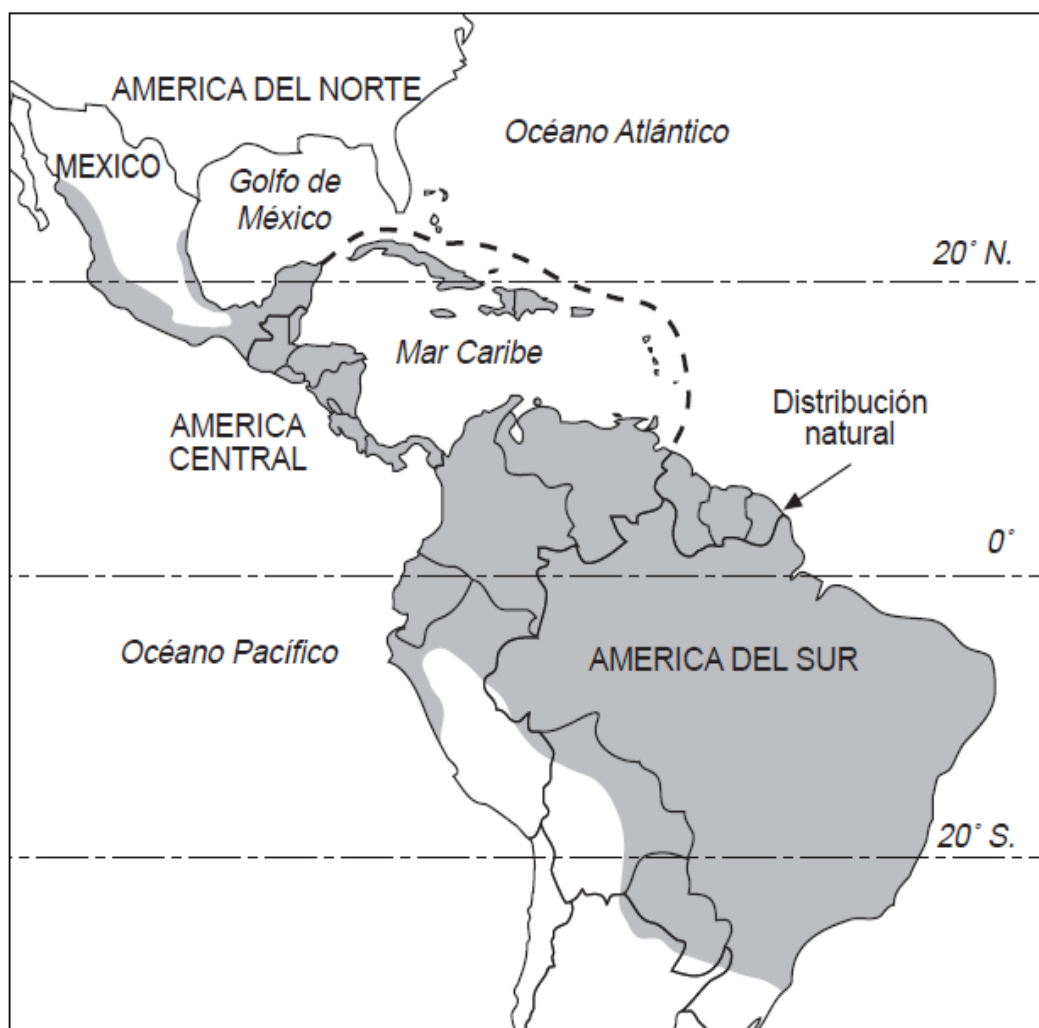 AMERICA DEL NORTE
Océano Atlántico
MEXICO
Golfo de
México
20° N.
Mar Caribe
Distribución
natural
AMERICA
CENTRAL
0°
Océano Pacífico
AMERICA DEL SUR
20° S.